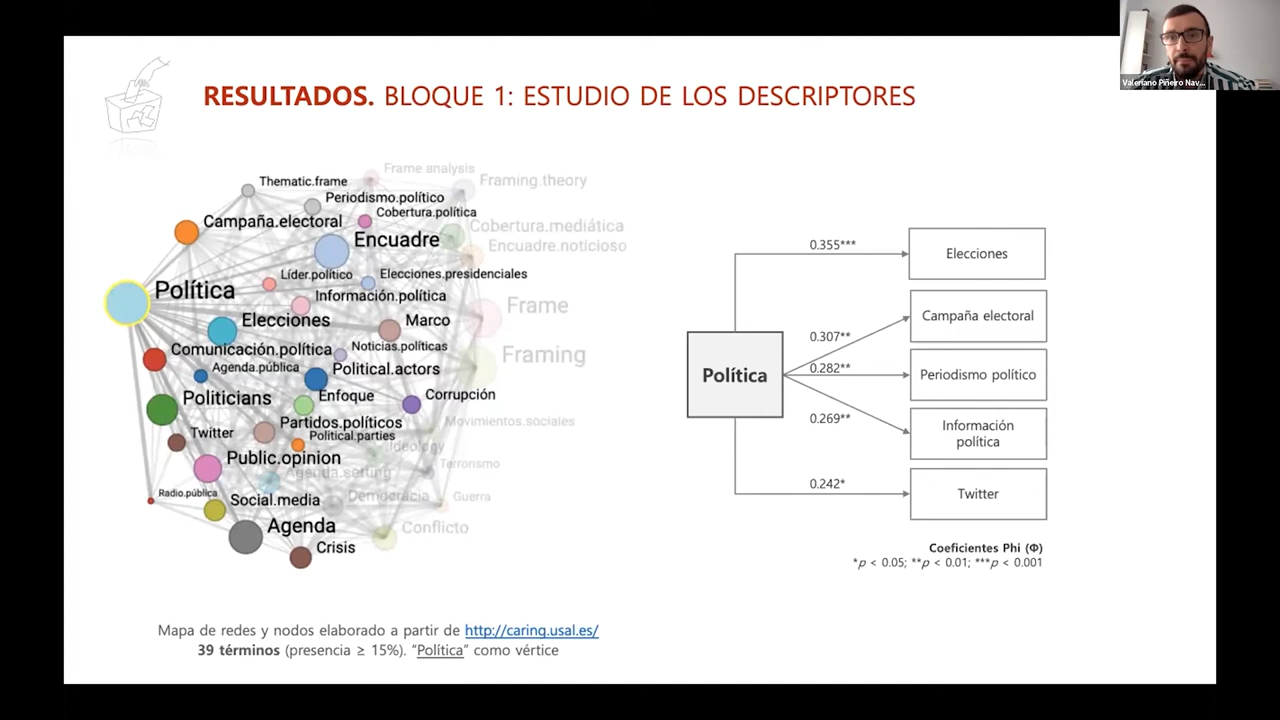 RESULTADOS. BLOQUE 1: ESTUDIO DE LOS DESCRIPTORES
Valeriano Piñeiro Nav...
Frame analysis
Thematic.frame
Framing.theory
Periodismo.político
Cobertura.política
Campaña.electoral
Cobertura.mediática
Encuadre
Encuadre.noticioso
Líder.político
Elecciones.presidenciales
Política
Información.política
Frame
Elecciones
Marco
Comunicación.política
Noticias.políticas
Framing
Agenda.pública
Political.actors
Politicians
Enfoque
Corrupción
Partidos.políticos
Movimientos.sociales
Twitter
Political.parties
Ideology
Public.opinion
Terrorismo
Agenda.setting
Radio.pública
Social.media
Democracia
Guerra
Agenda
Conflicto
Crisis
Mapa de redes y nodos elaborado a partir de http://carinq.usal.es/
39 términos (presencia ≥ 15%). "Política" como vértice
Política
0.355***
Elecciones
0.307**
Campaña electoral
0.282**
Periodismo político
0.269**
Información
política
0.242*
Twitter
Coeficientes Phi (Φ)
*p < 0.05; **p < 0.01; ***p < 0.001